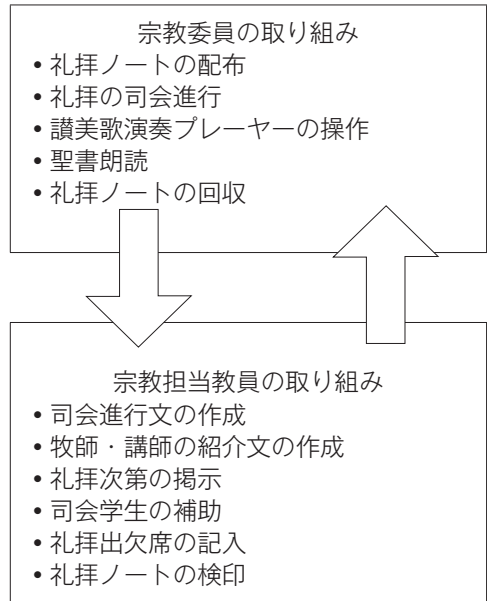 宗教委員の取り組み
•礼拝ノートの配布
•礼拝の司会進行
•讃美歌演奏プレーヤーの操作
•聖書朗読
•礼拝ノートの回収
宗教担当教員の取り組み
•司会進行文の作成
•牧師・講師の紹介文の作成
•礼拝次第の掲示
•司会学生の補助
•礼拝出欠席の記入
•礼拝ノートの検印